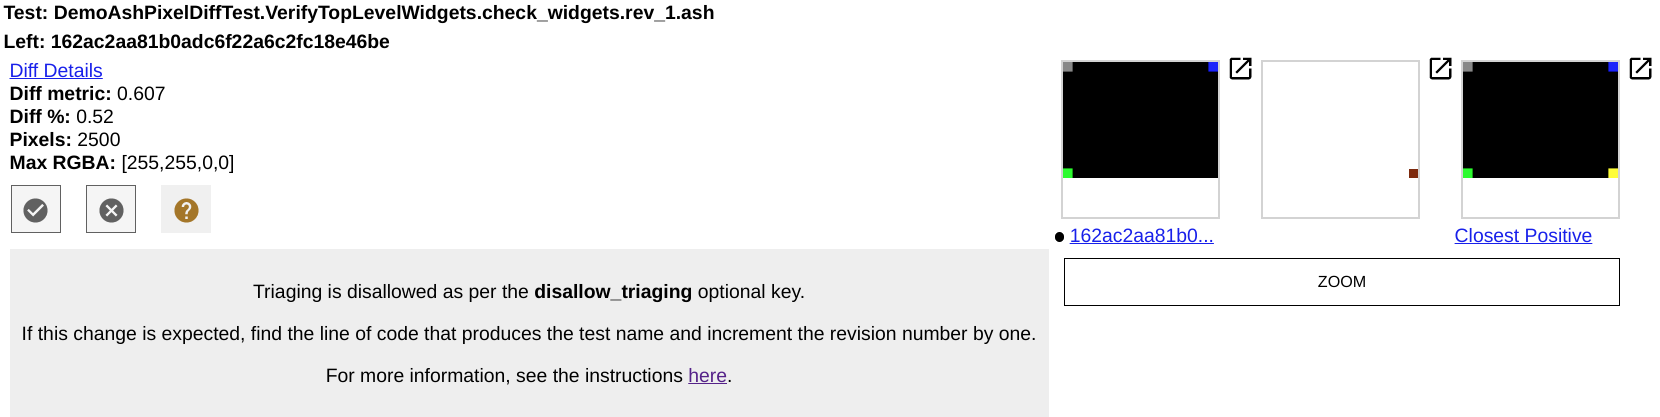 Test: DemoAshPixelDiffTest.VerifyTopLevelWidgets.check_widgets.rev_1.ash
Left: 162ac2aa81b0adc6f22a6c2fc18e46be
Diff Details
Diff metric: 0.607
Diff %: 0.52
Pixels: 2500
Max RGBA: [255,255,0,0]
Triaging is disallowed as per the disallow_triaging optional key.
If this change is expected, find the line of code that produces the test name and increment the revision number by one.
For more information, see the instructions here.
162ac2aa81b0...
Closest Positive
ZOOM